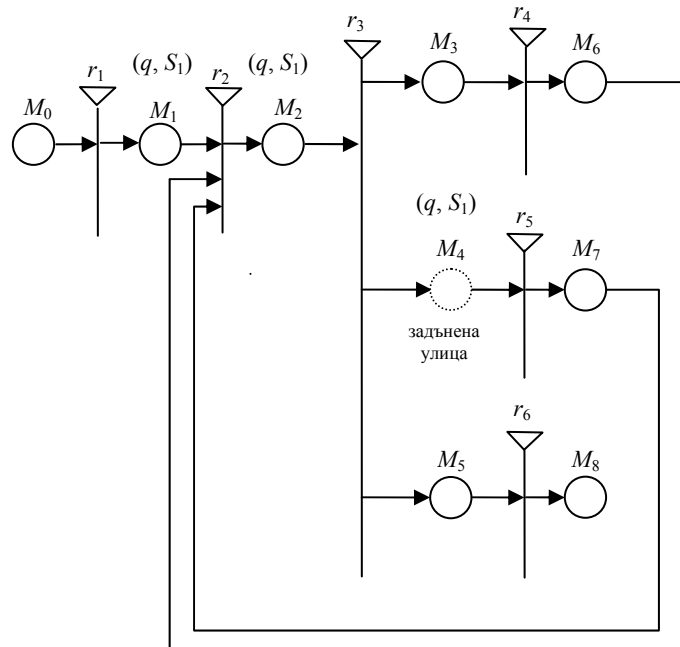 r₄
r₃
M₃
M₆
(q, S₁)
(q, S₁)
r₁
r₂
M₀
M₁
M₂
(q, S₁)
r₅
M₄
M₇
задънена
улица
r₆
M₅
M₈